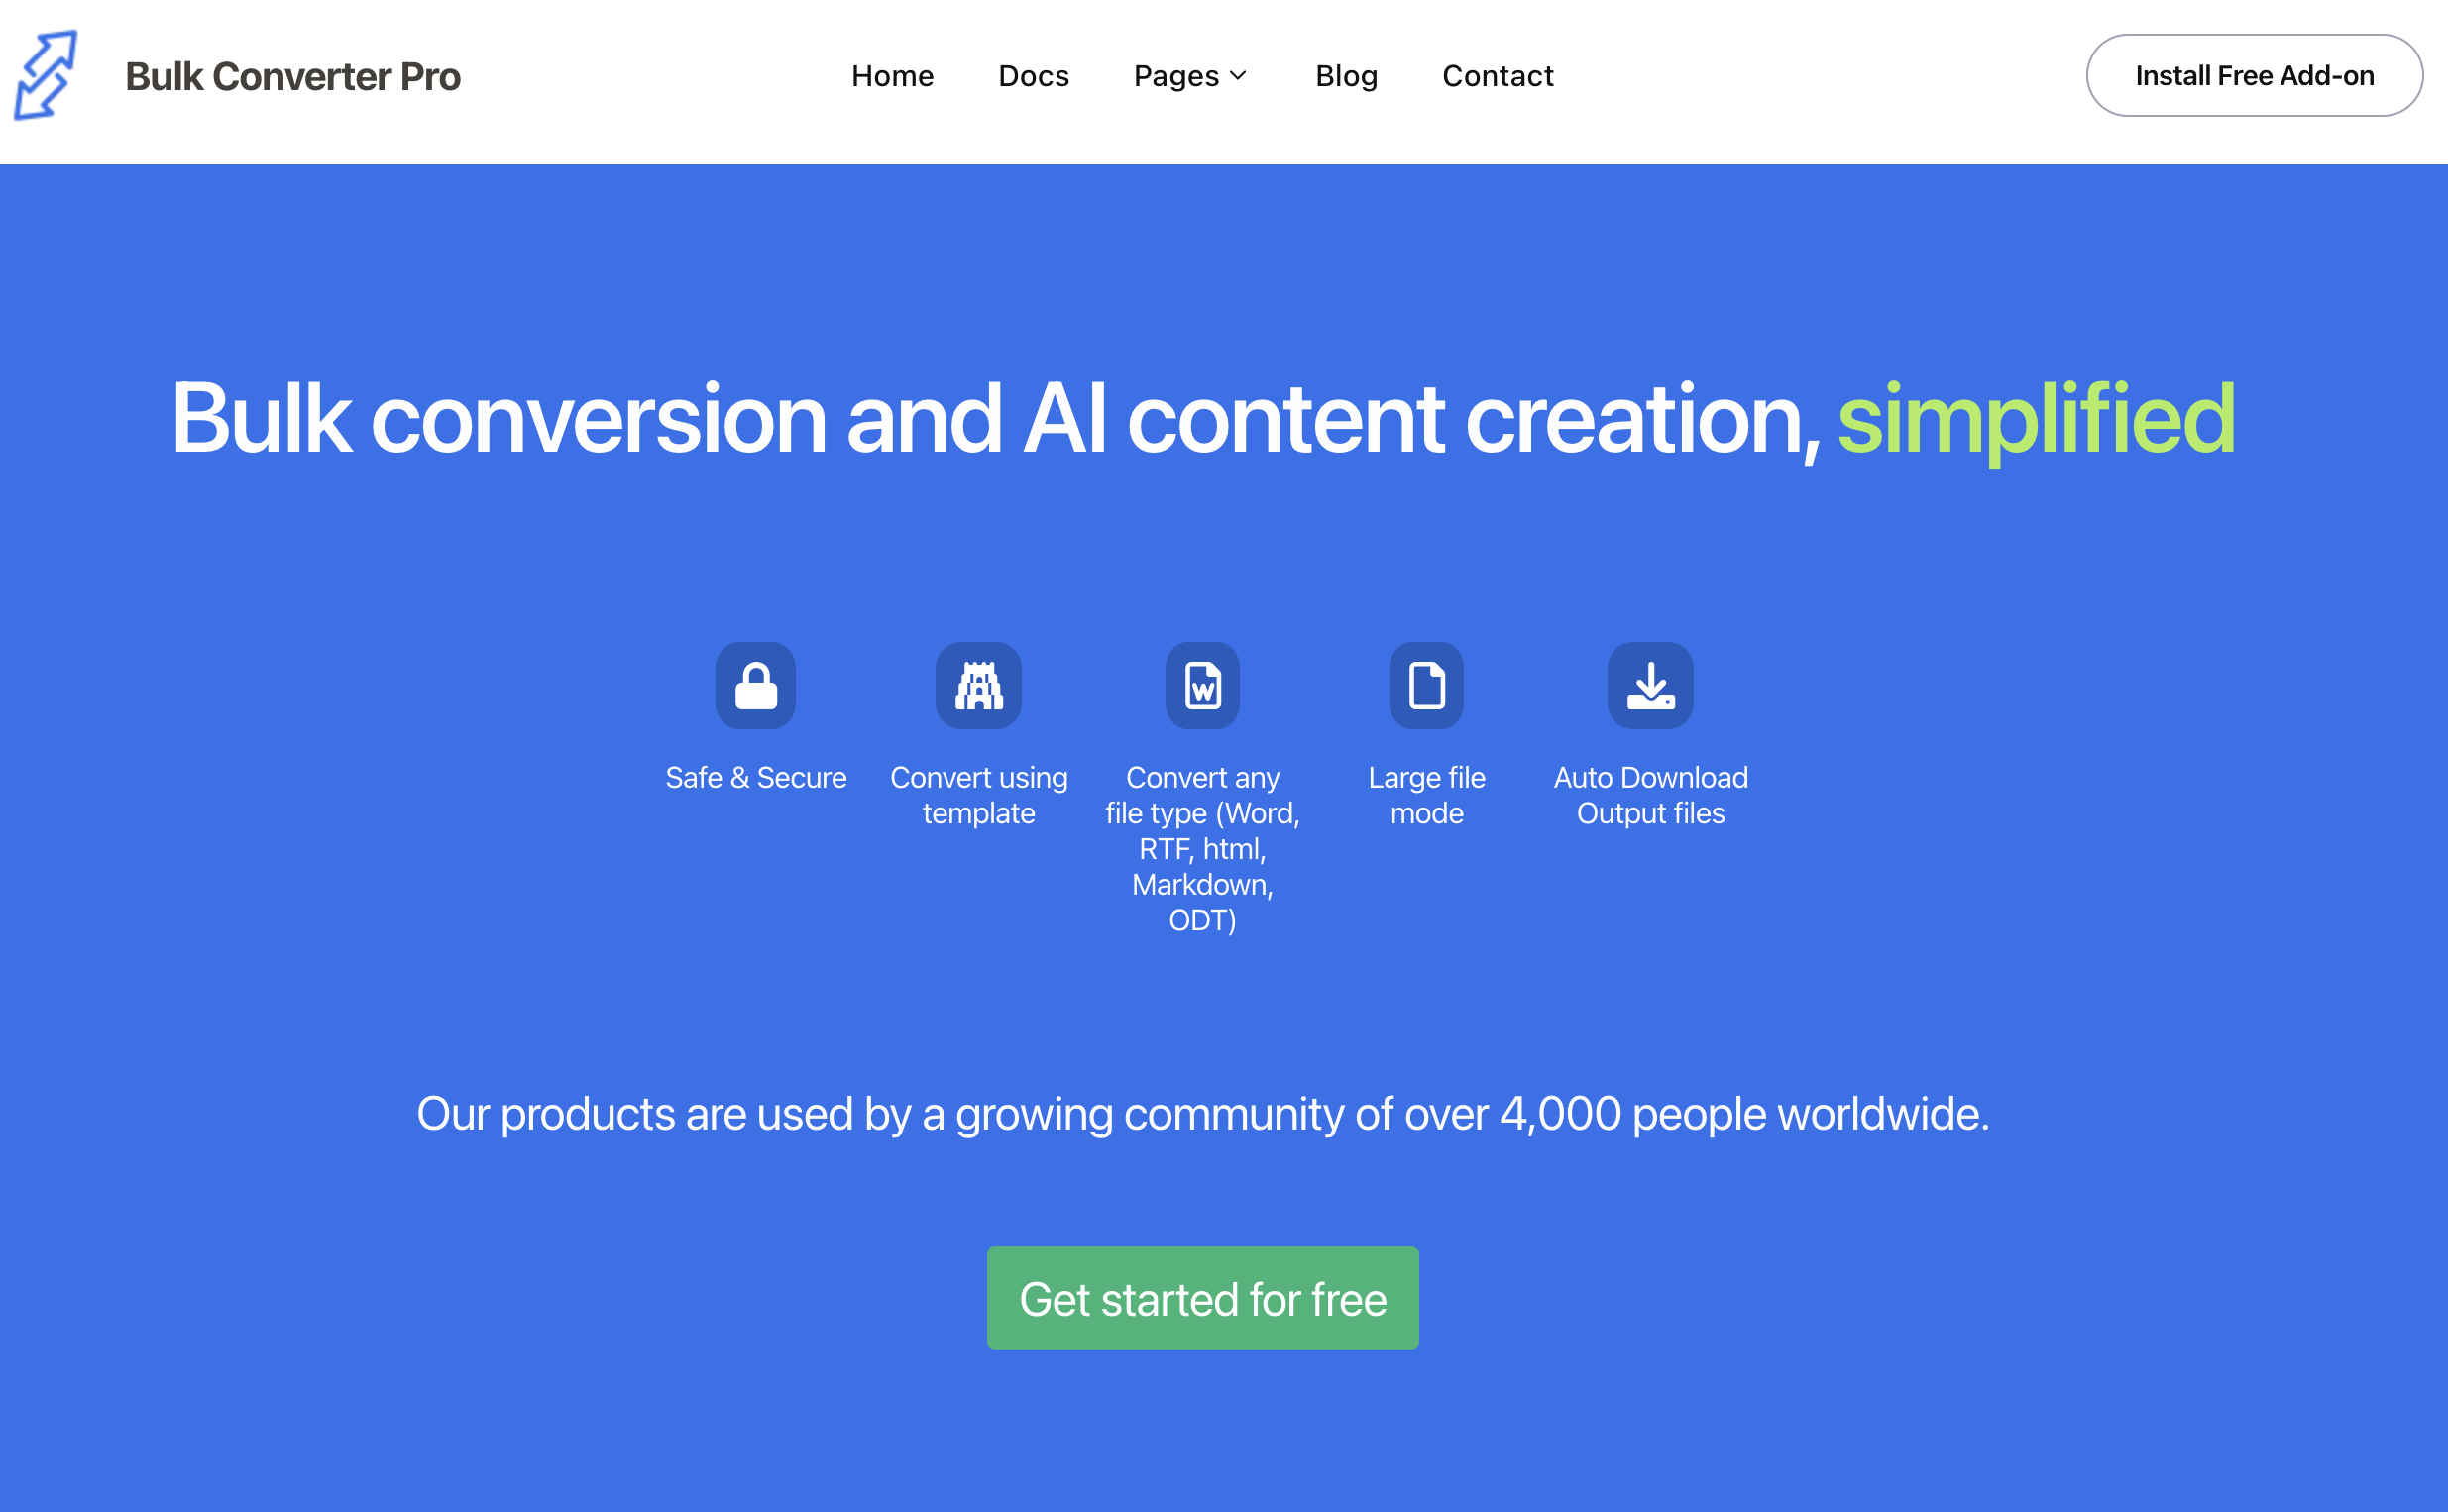 Bulk Converter Pro
Home
Docs
Pages
Blog
Contact
Install Free Add-on
Bulk conversion and AI content creation, simplified
W
Safe & Secure
Convert using
template
Convert any
file type (Word,
RTF, html,
Markdown,
ODT)
Large file
mode
Auto Download
Output files
Our products are used by a growing community of over 4,000 people worldwide.
Get started for free